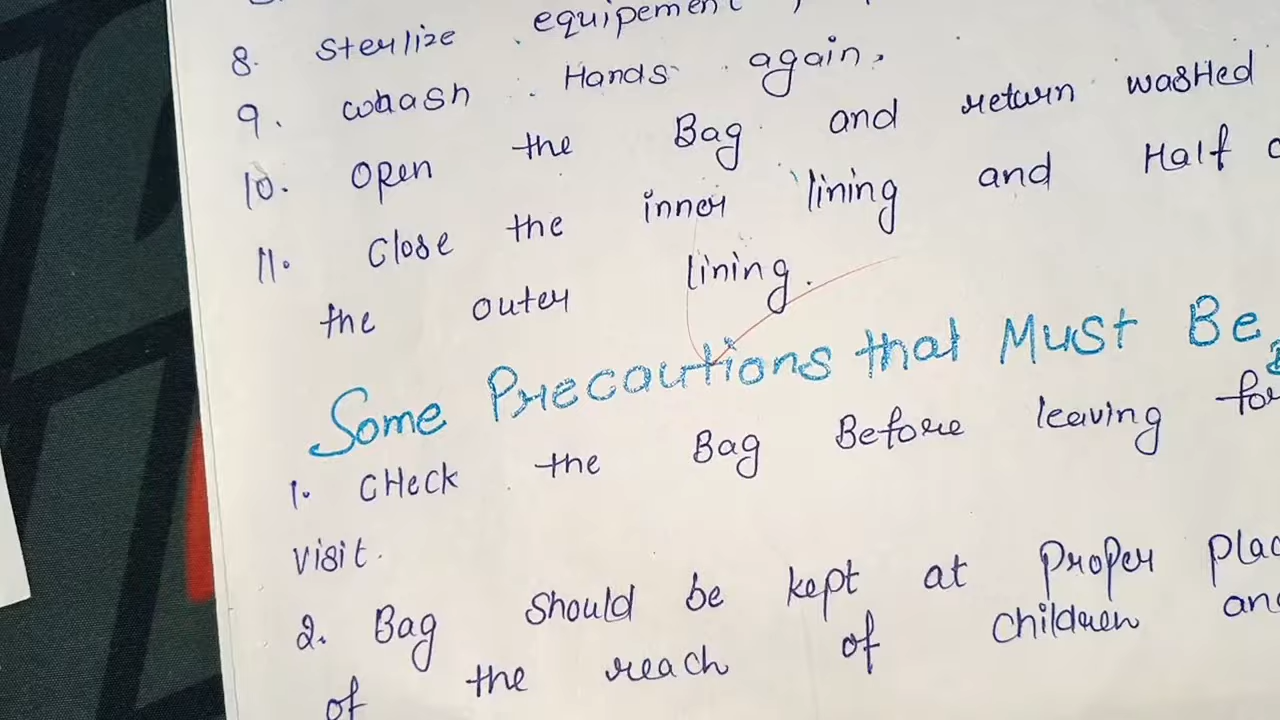 8. Sterlize equipement
9. whash Hands again.
10. Open the Bag and return washed
11. Close the inner lining and Half
the outer lining.
Some Precautions that Must Be
1. CHeck the Bag Before leaving for
visit.
2. Bag should be kept at Proper plac
of the reach of children and